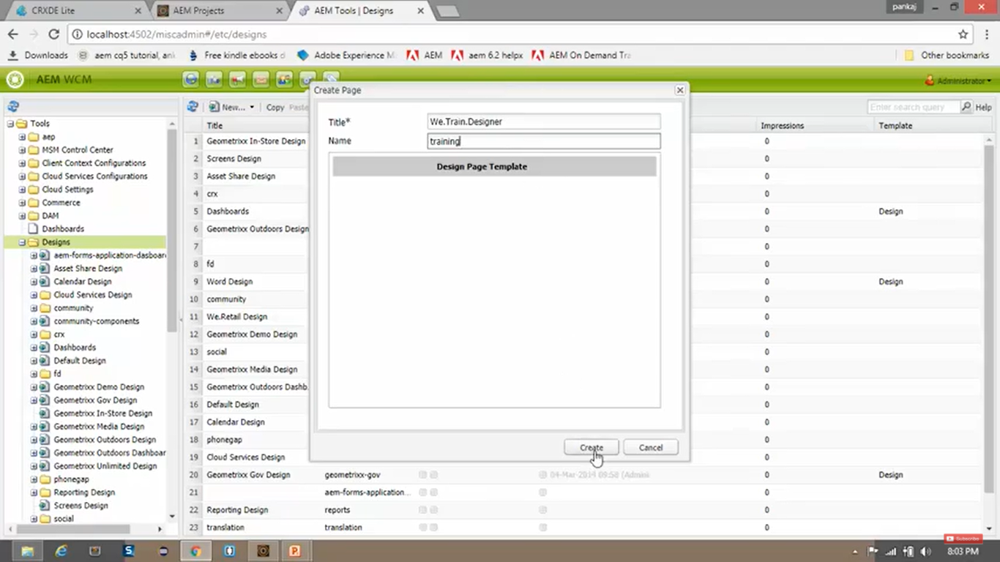 CRXDE Lite
AEM Projects
AEM Tools | Designs
pankaj
localhost:4502/miscadmin#/etc/designs
Downloads
aem cq5 tutorial, an
Free kindle ebooks
Adobe Experience M
AEM
aem 6.2 helpx
AEM On Demand Tra
Other bookmarks
AEM WCM
Administrator
Create Page
New...
Copy
Paste
Enter search query
Help
Title*
We.Train.Designer
Name
training
Design Page Template
Create
Cancel
Tools
aep
MSM Control Center
Client Context Configurations
Cloud Services Configurations
Cloud Settings
Commerce
DAM
Dashboards
Designs
aem-forms-application-dasboar
Asset Share Design
Calendar Design
Cloud Services Design
community
community-components
crx
Dashboards
Default Design
fd
Geometrixx Demo Design
Geometrixx Gov Design
Geometrixx In-Store Design
Geometrixx Media Design
Geometrixx Outdoors Design
Geometrixx Outdoors Dashboar
Geometrixx Unlimited Design
phonegap
Reporting Design
Screens Design
social
Title Impressions Template
1 Geometrixx In-Store Design 0
2 Screens Design 0
3 Asset Share Design 0
4 crx 0
5 Dashboards 0 Design
6 Geometrixx Outdoors Design 0
7 0
8 fd 0
9 Word Design 0 Design
10 community 0
11 We.Retail Design 0
12 Geometrixx Demo Design 0
13 social 0
14 Geometrixx Media Design 0
15 Geometrixx Outdoors Dashb. 0
16 Default Design 0
17 Calendar Design 0
18 phonegap 0
19 Cloud Services Design 0
20 Geometrixx Gov Design geometrixx-gov 04-Mar-2014 09:58 (Admini 0 Design
21 aem-forms-application... 0
22 Reporting Design reports 0
23 translation translation 0
Subscribe
8:03 PM